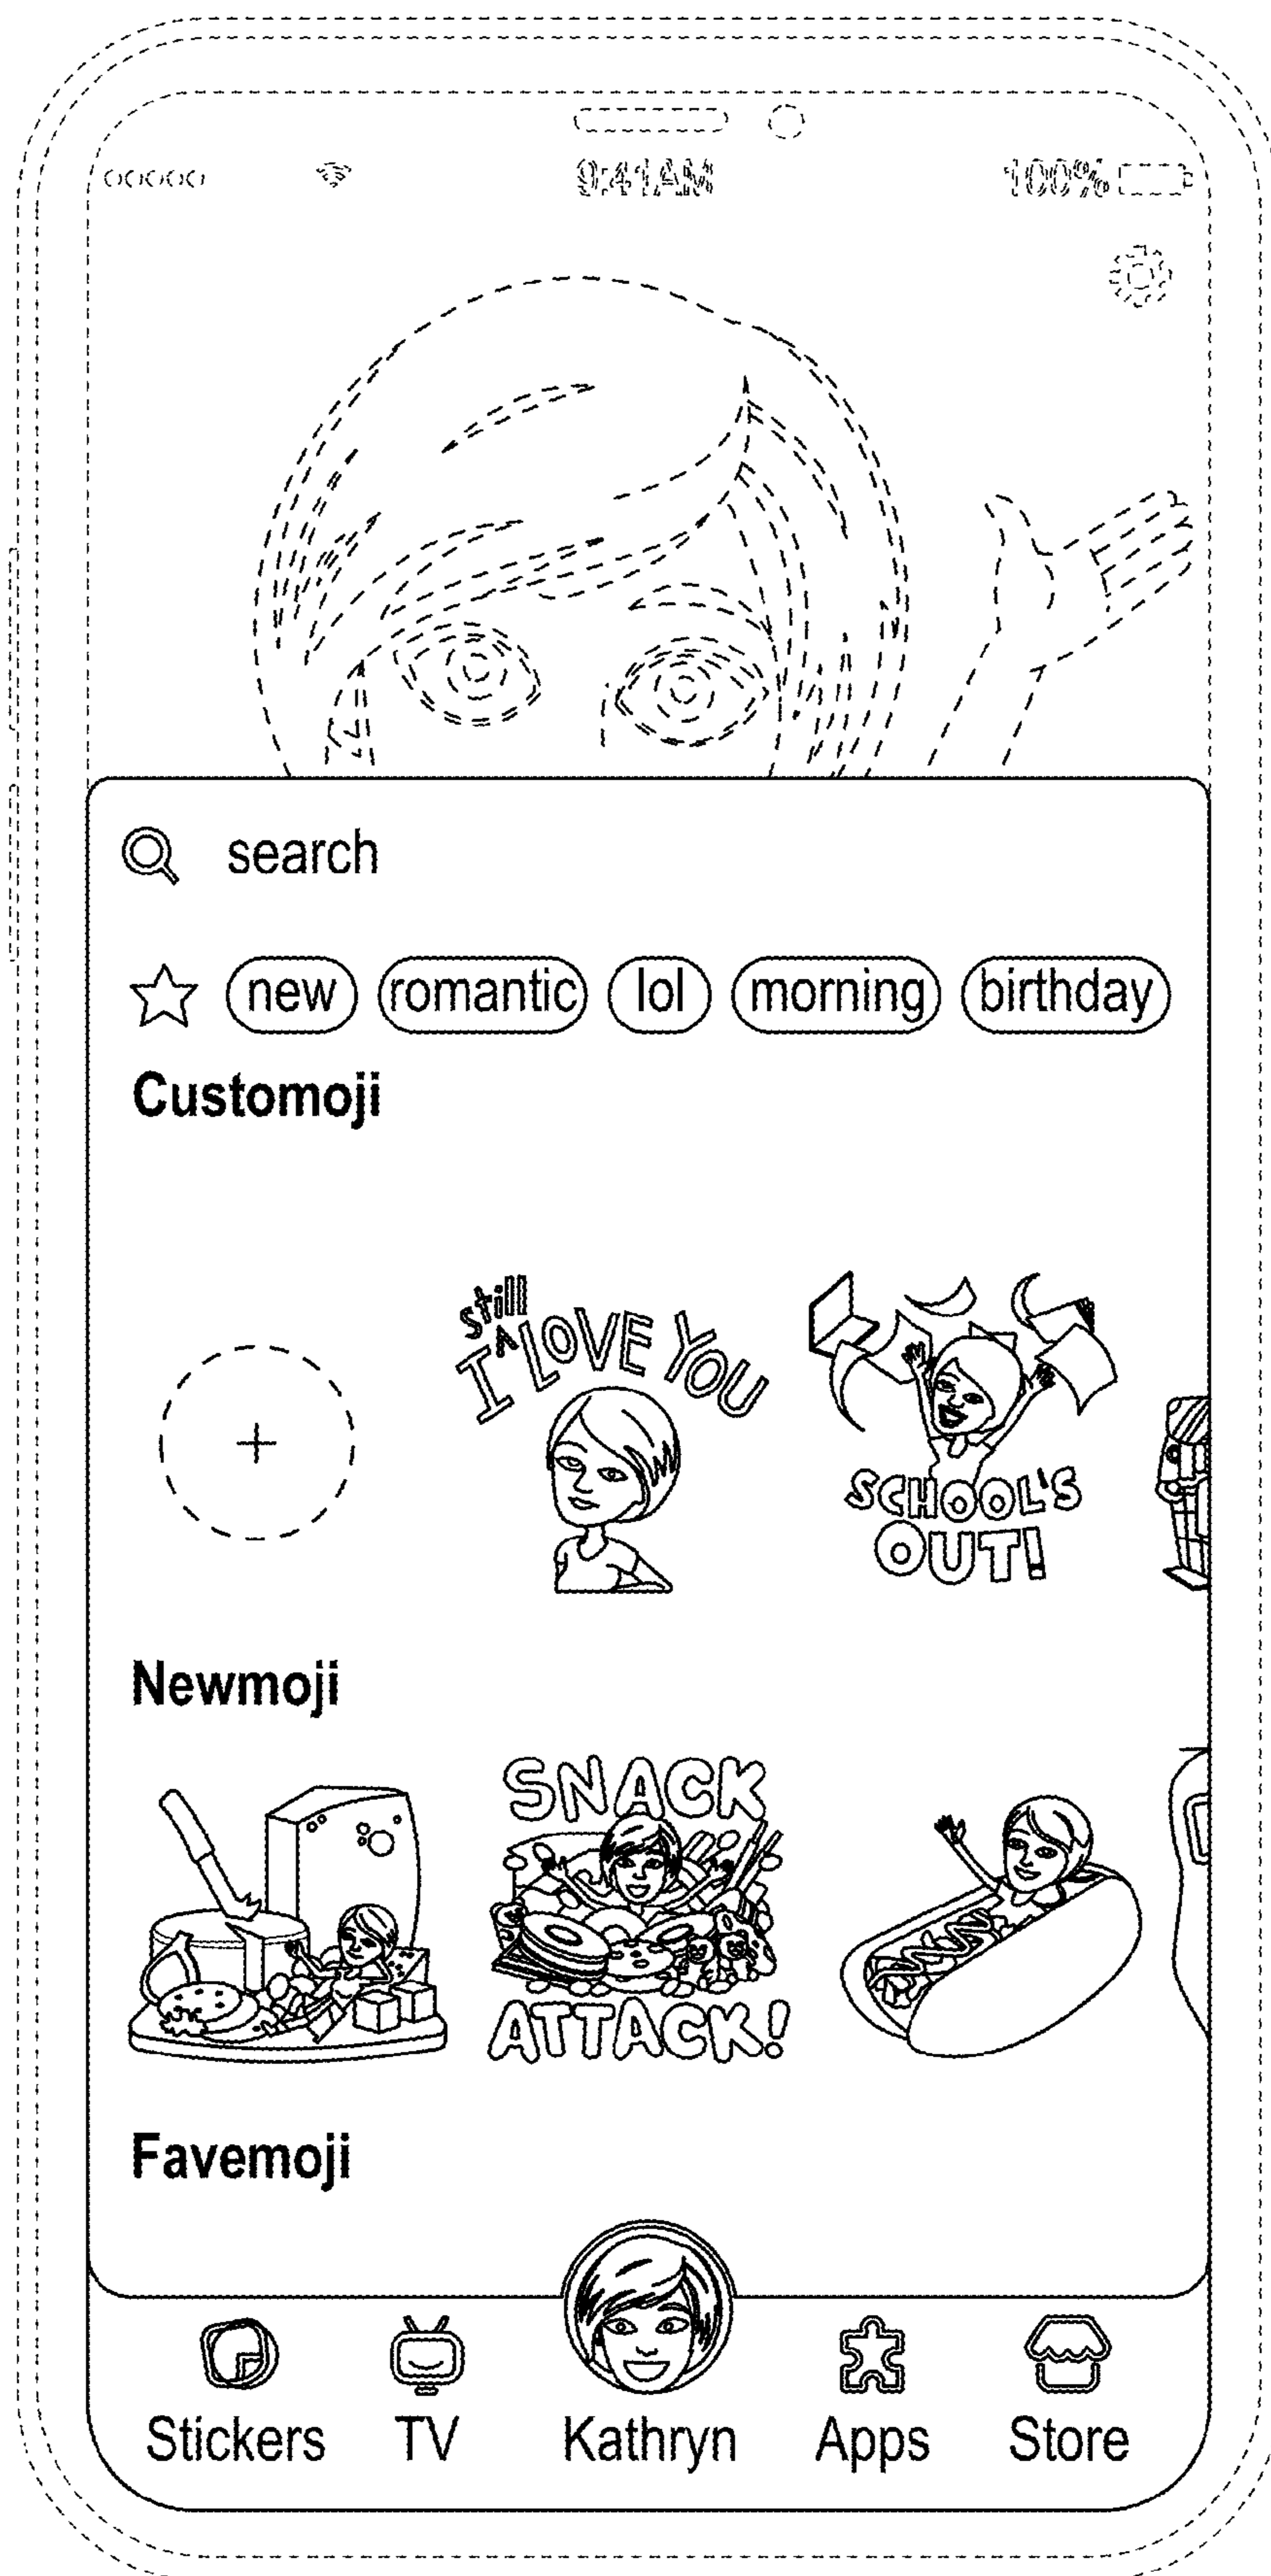 9:41AM 100%
search
new romantic lol morning birthday
Customoji
still
I ^ LOVE YOU
SCHOOL'S
OUT!
Newmoji
SNACK
ATTACK!
Favemoji
Stickers TV Kathryn Apps Store